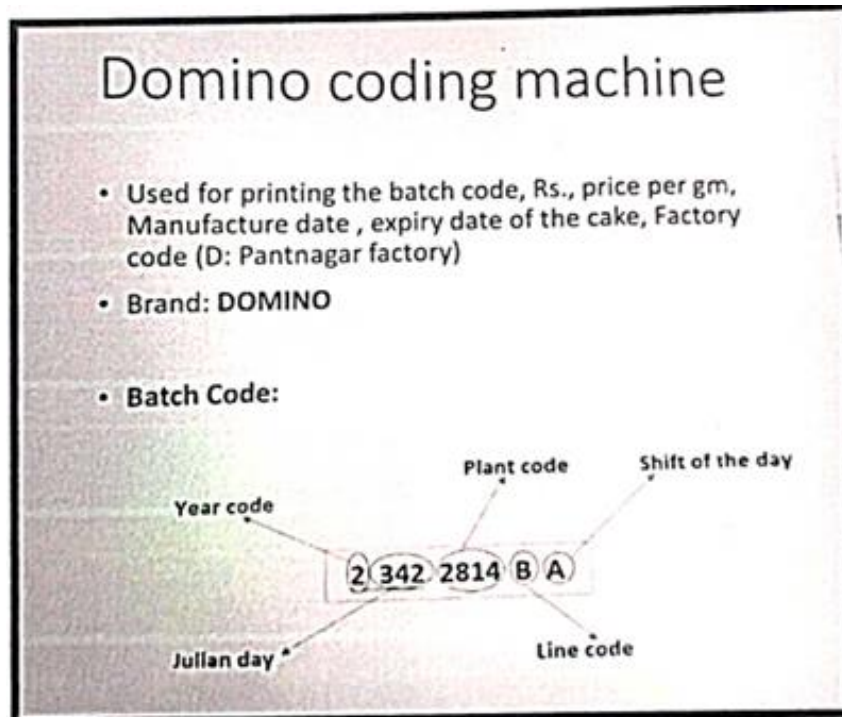 Domino coding machine
• Used for printing the batch code, Rs., price per gm,
Manufacture date , expiry date of the cake, Factory
code (D: Pantnagar factory)
• Brand: DOMINO
• Batch Code:
Plant code
Shift of the day
Year code
2 342 2814 B A
Julian day
Line code